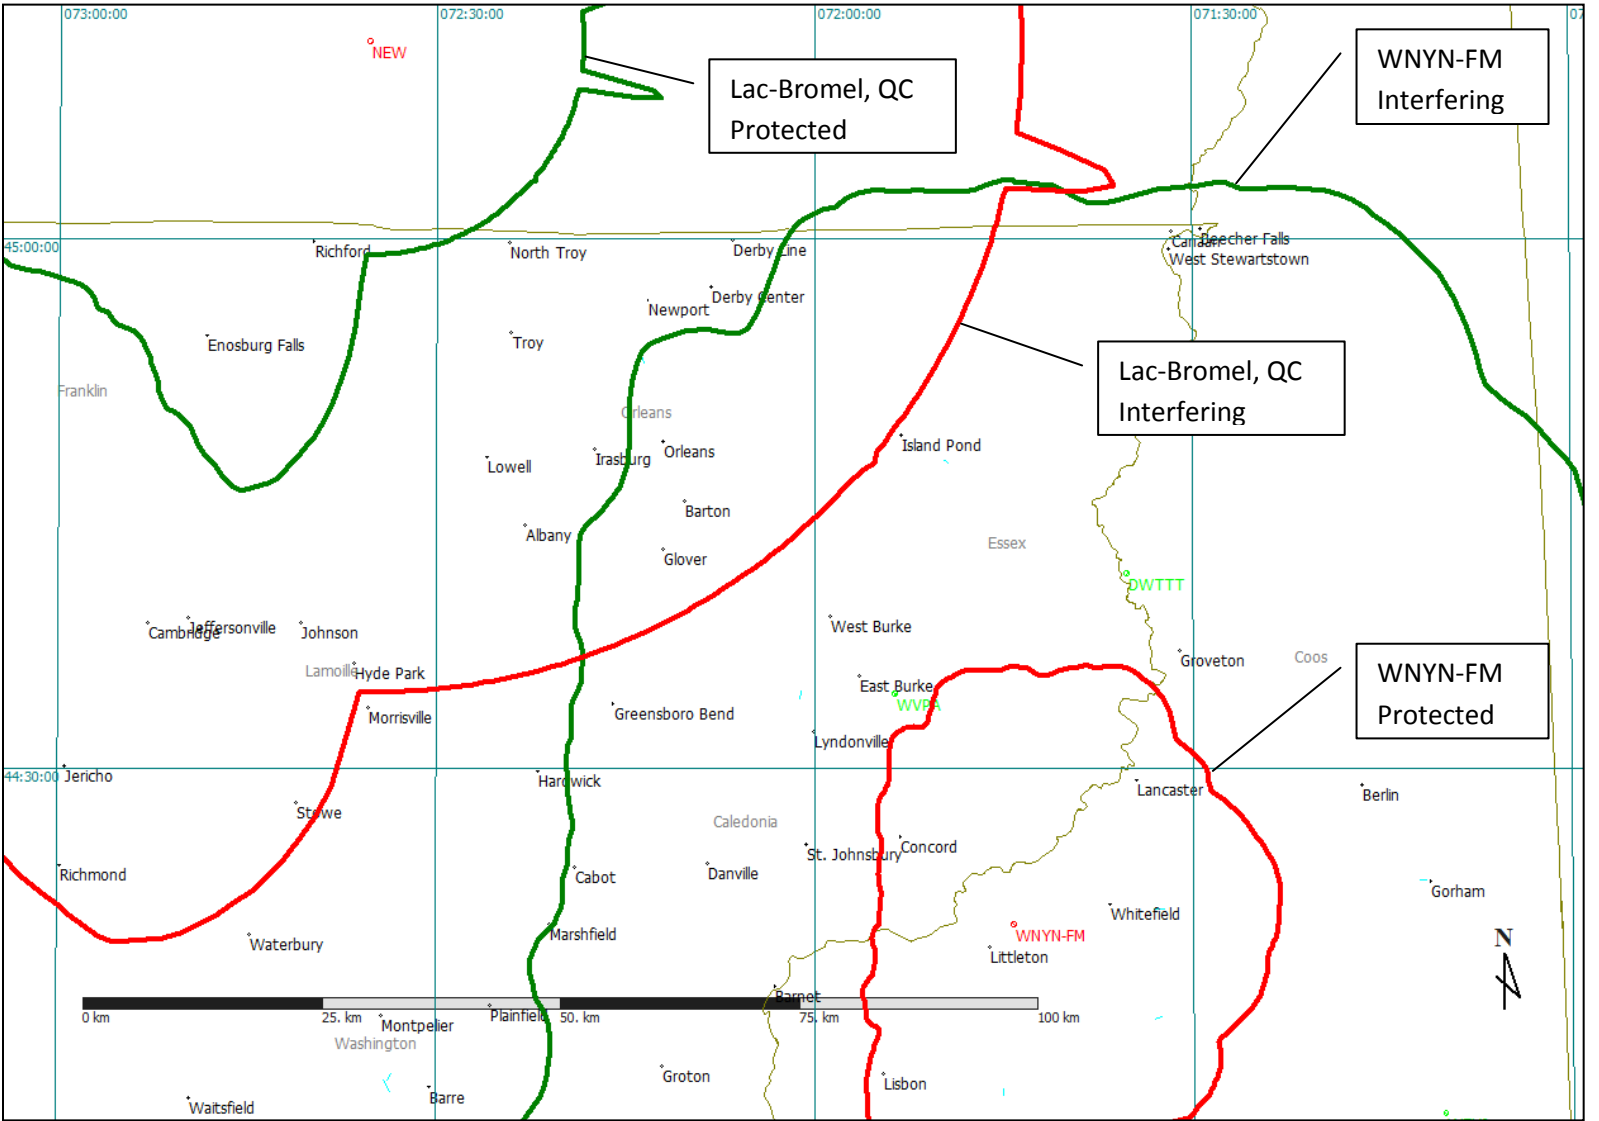 073:00:00
072:30:00
072:00:00
071:30:00
07
NEW
Lac-Bromel, QC
Protected
WNYN-FM
Interfering
45:00:00
Richford
North Troy
Derby Line
Canaan
Beecher Falls
West Stewartstown
Newport
Derby Center
Enosburg Falls
Troy
Franklin
Lac-Bromel, QC
Interfering
Orleans
Island Pond
Lowell
Irasburg
Orleans
Barton
Albany
Essex
Glover
DWTTT
Cambridge
Jeffersonville
Johnson
West Burke
Lamoille
Hyde Park
Groveton
Coos
WNYN-FM
Protected
East Burke
WVPA
Morrisville
Greensboro Bend
Lyndonville
44:30:00
Jericho
Hardwick
Lancaster
Berlin
Stowe
Caledonia
St. Johnsbury
Concord
Richmond
Cabot
Danville
Gorham
Whitefield
Waterbury
Marshfield
WNYN-FM
Littleton
N
Barnet
0 km
25. km
50. km
75. km
100 km
Montpelier
Plainfield
Washington
Groton
Lisbon
Waitsfield
Barre